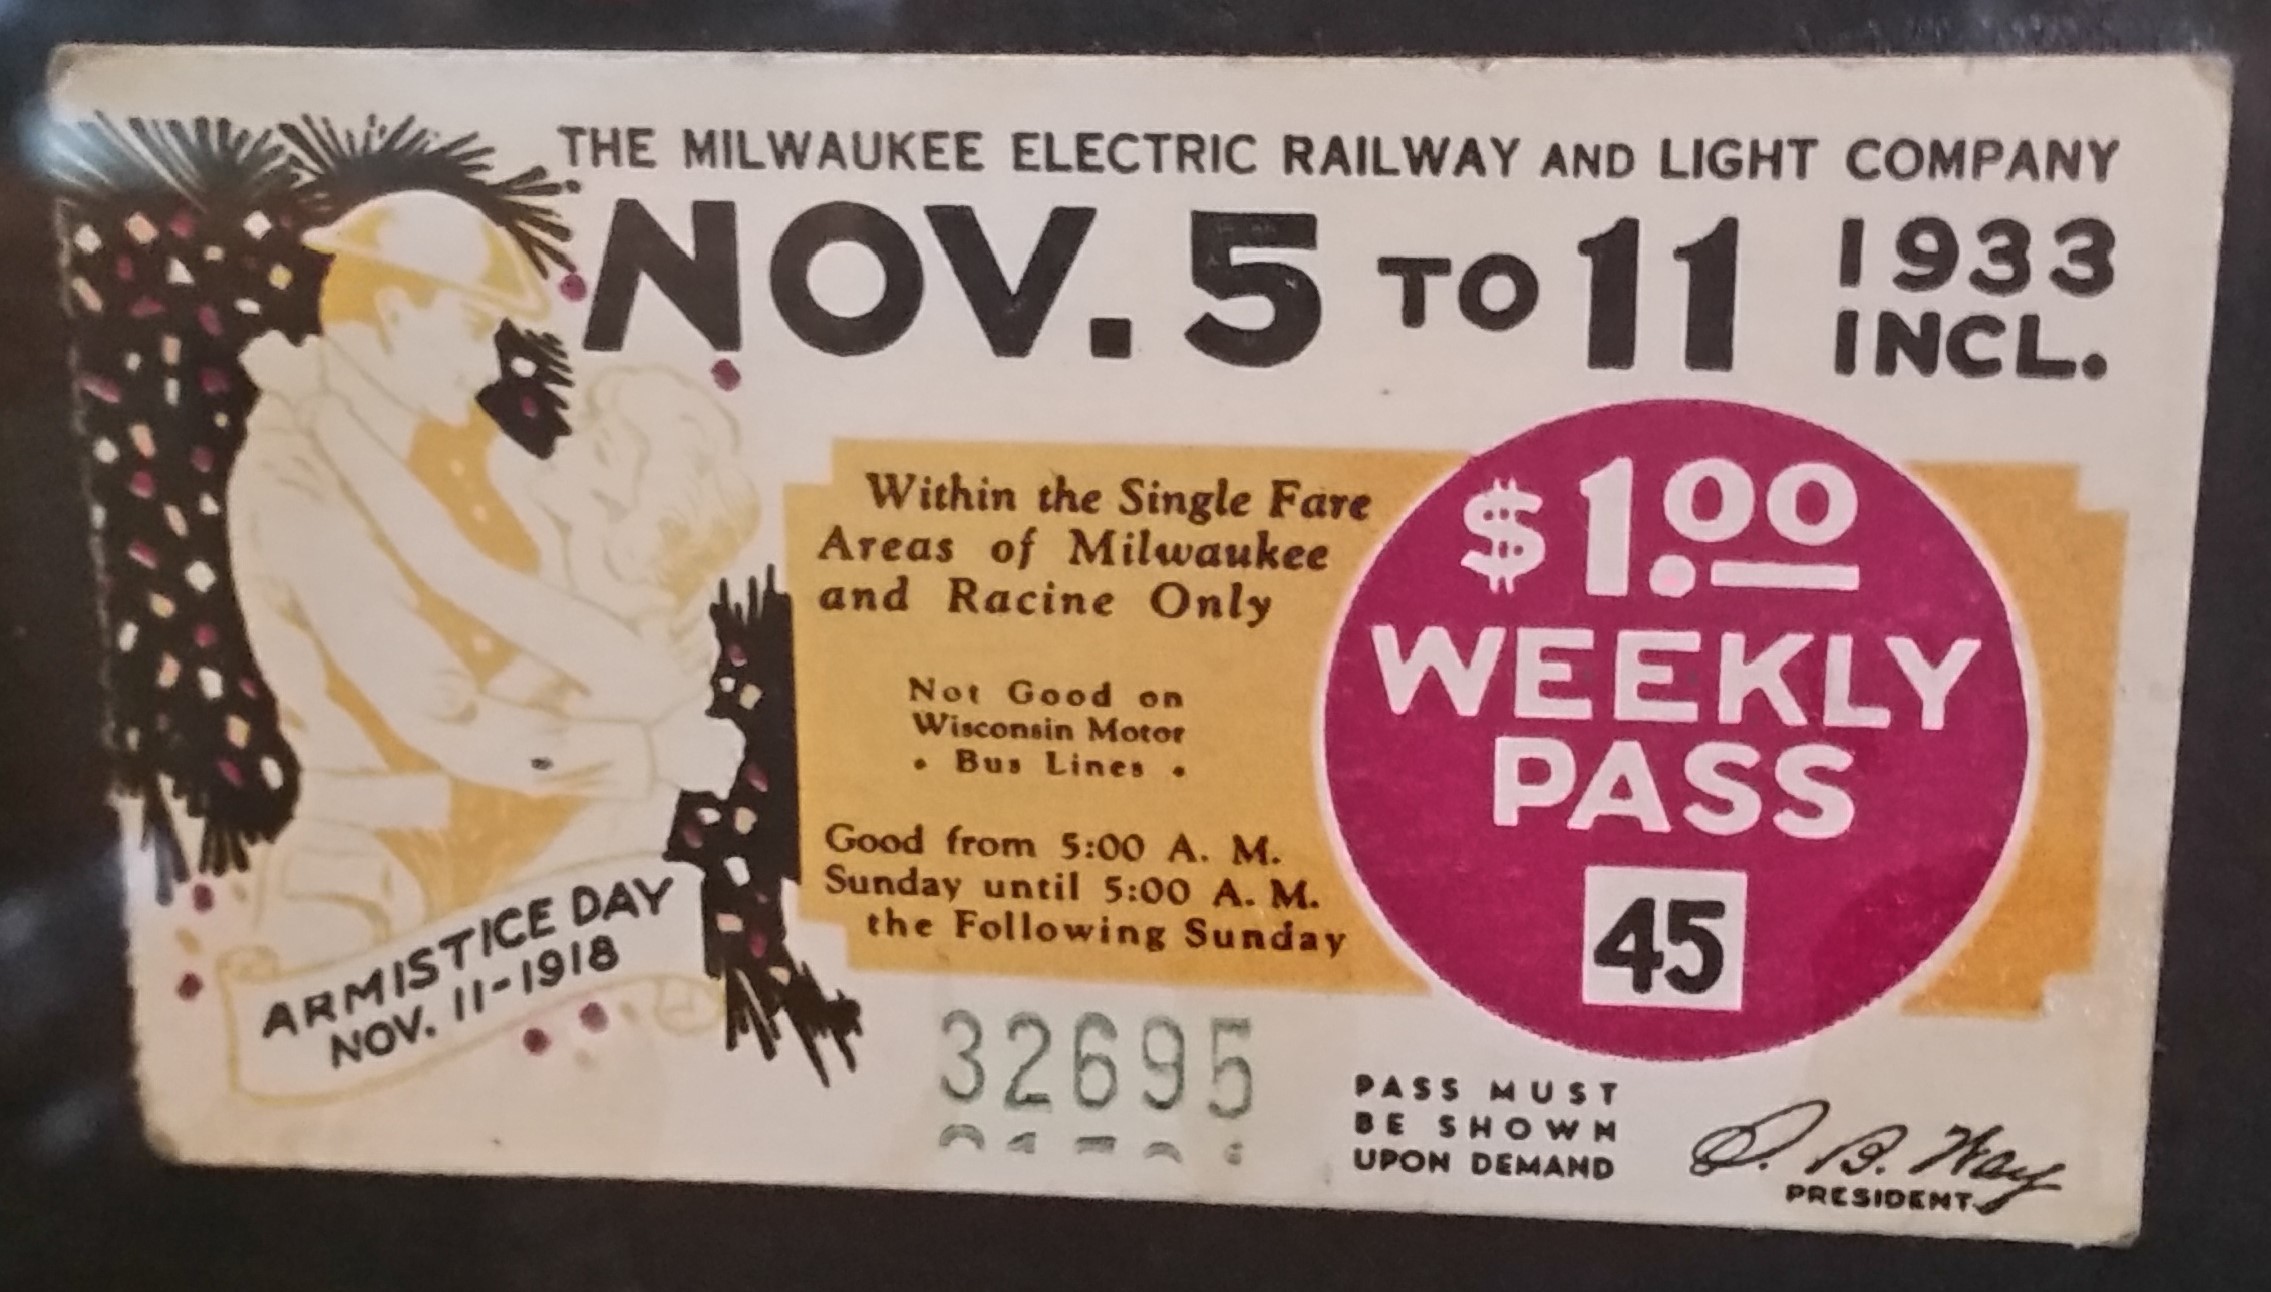 THE MILWAUKEE ELECTRIC RAILWAY AND LIGHT COMPANY
NOV. 5 TO 11 1933 INCL.
Within the Single Fare
Areas of Milwaukee
and Racine Only
Not Good on
Wisconsin Motor
• Bus Lines •
Good from 5:00 A. M.
Sunday until 5:00 A. M.
the Following Sunday
$1.00
WEEKLY
PASS
45
ARMISTICE DAY
NOV. 11-1918
32695
PASS MUST
BE SHOWN
UPON DEMAND
S. B. Way
PRESIDENT